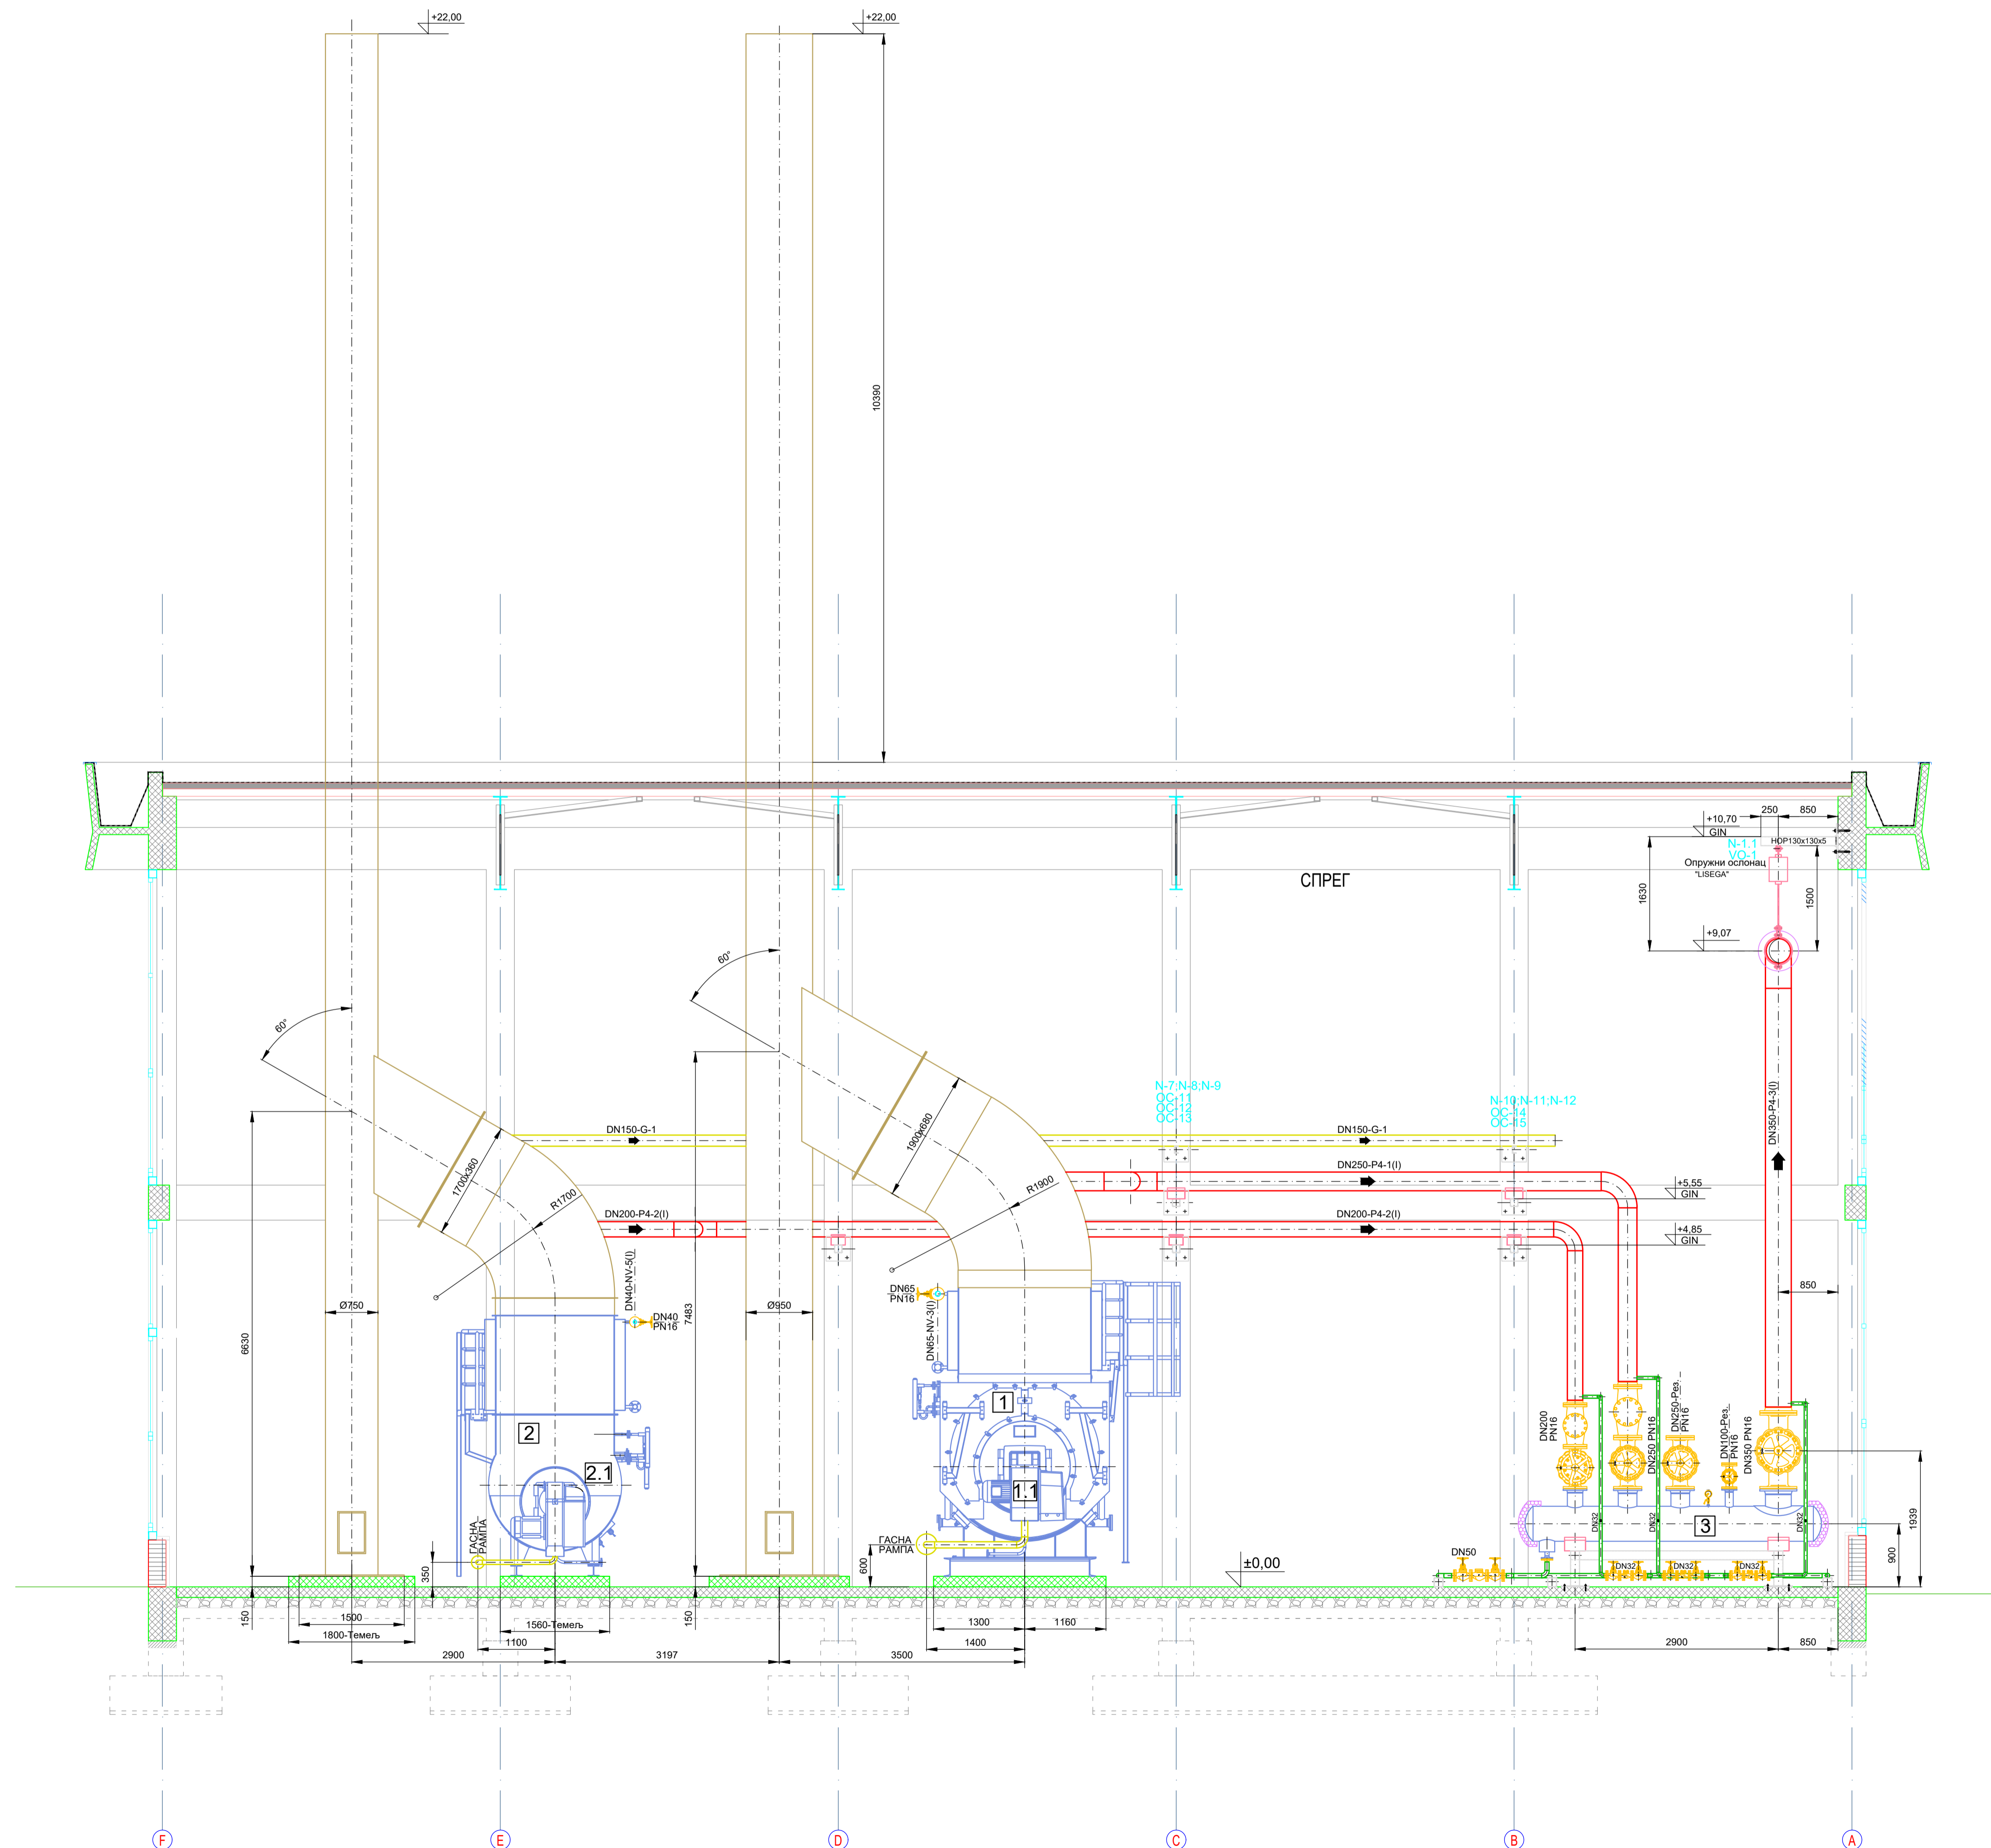 +22,00
+22,00
10390
250
850
+10,70
GIN
HOP130x130x5
N-1.1
VO-1
Опружни ослонац
"LISEGA"
СПРЕГ
1630
1500
+9,07
60°
60°
N-7;N-8;N-9
OC-11
OC-12
OC-13
N-10;N-11;N-12
OC-14
OC-15
DN350-P4-3(I)
DN150-G-1
DN150-G-1
1700x360
1900x680
DN250-P4-1(I)
R1700
R1900
+5,55
GIN
DN200-P4-2(I)
DN200-P4-2(I)
+4,85
GIN
DN40-NV-5(I)
DN65
PN16
850
Ø750
Ø950
DN40
PN16
7483
6630
DN65-NV-3(I)
1
2
2.1
1.1
DN200
PN16
DN250 PN16
DN250-Рез.
PN16
DN100-Рез.
PN16
DN350 PN16
1939
3
DN32
DN32
DN32
ГАСНА
РАМПА
ГАСНА
РАМПА
DN50
DN32
DN32
DN32
900
350
600
±0,00
150
150
1500
1800-Темељ
1560-Темељ
1100
1300
1160
1400
2900
3197
3500
2900
850
F
E
D
C
B
A